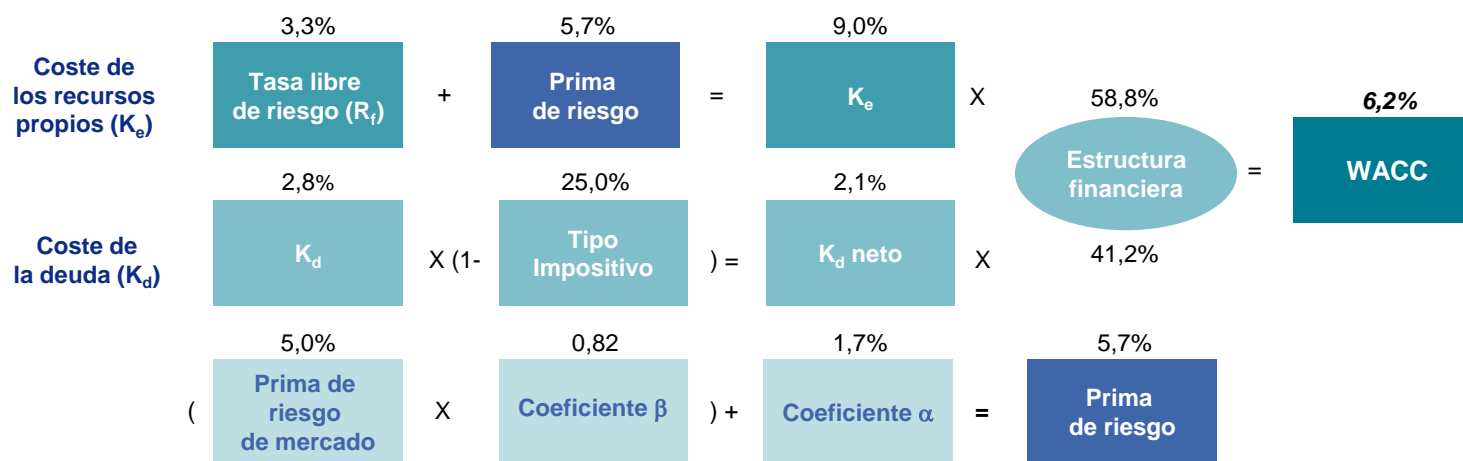 3,3%
5,7%
9,0%
Coste de
los recursos
propios (Ke)
Tasa libre
de riesgo (Rf)
+
Prima
de riesgo
=
Ke
X
58,8%
6,2%
Estructura
financiera
=
WACC
41,2%
2,8%
25,0%
2,1%
Coste de
la deuda (Kd)
Kd
X (1-
Tipo
Impositivo
) =
Kd neto
X
5,0%
0,82
1,7%
5,7%
(
Prima de
riesgo
de mercado
X
Coeficiente β
) +
Coeficiente α
=
Prima
de riesgo